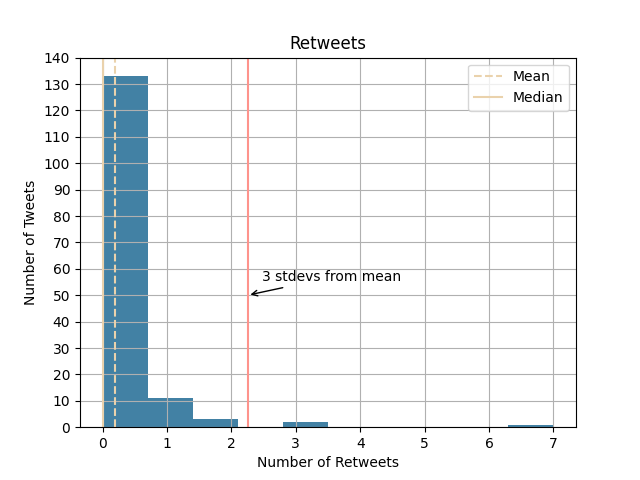 Retweets
140
130
120
110
100
90
80
70
60
50
40
30
20
10
0
Number of Tweets
Mean
Median
3 stdevs from mean
0 1 2 3 4 5 6 7
Number of Retweets